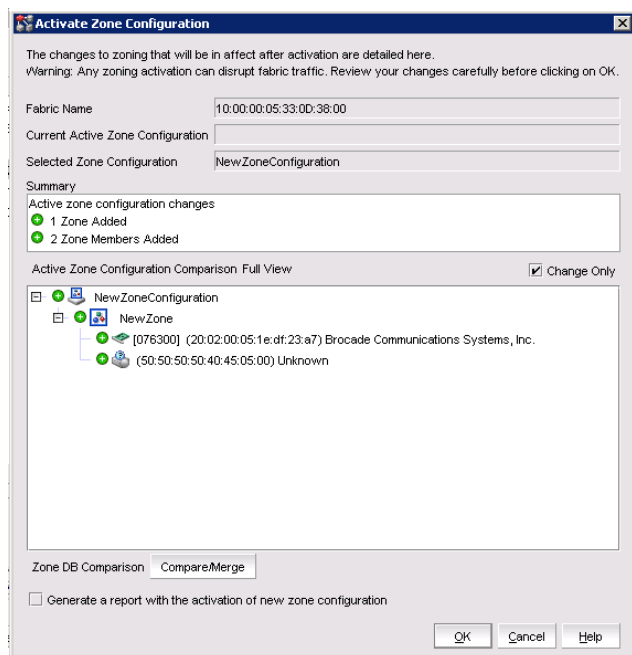 Activate Zone Configuration
The changes to zoning that will be in affect after activation are detailed here.
Warning: Any zoning activation can disrupt fabric traffic. Review your changes carefully before clicking on OK.
Fabric Name 10:00:00:05:33:0D:38:00
Current Active Zone Configuration
Selected Zone Configuration NewZoneConfiguration
Summary
Active zone configuration changes
1 Zone Added
2 Zone Members Added
Active Zone Configuration Comparison Full View Change Only
NewZoneConfiguration
NewZone
[076300] (20:02:00:05:1e:df:23:a7) Brocade Communications Systems, Inc.
(50:50:50:50:40:45:05:00) Unknown
Zone DB Comparison Compare/Merge
Generate a report with the activation of new zone configuration
OK Cancel Help